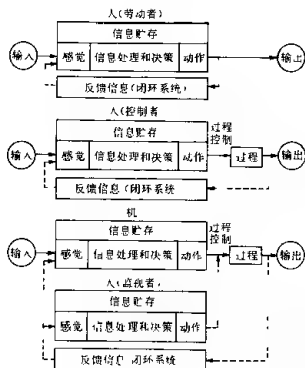 人(劳动者)
信息贮存
输入 感觉 信息处理和决策 动作 输出
反馈信息(闭环系统)
人(控制者
信息贮存
过程
控制
输入 感觉 信息处理和决策 动作 过程 输出
反馈信息(闭环系统
机
信息贮存
过程
控制
输入 感觉 信息处理和决策 动作 过程 输出
人(监视者)
信息贮存
感觉 信息处理和决策 动作
反馈信息 闭环系统